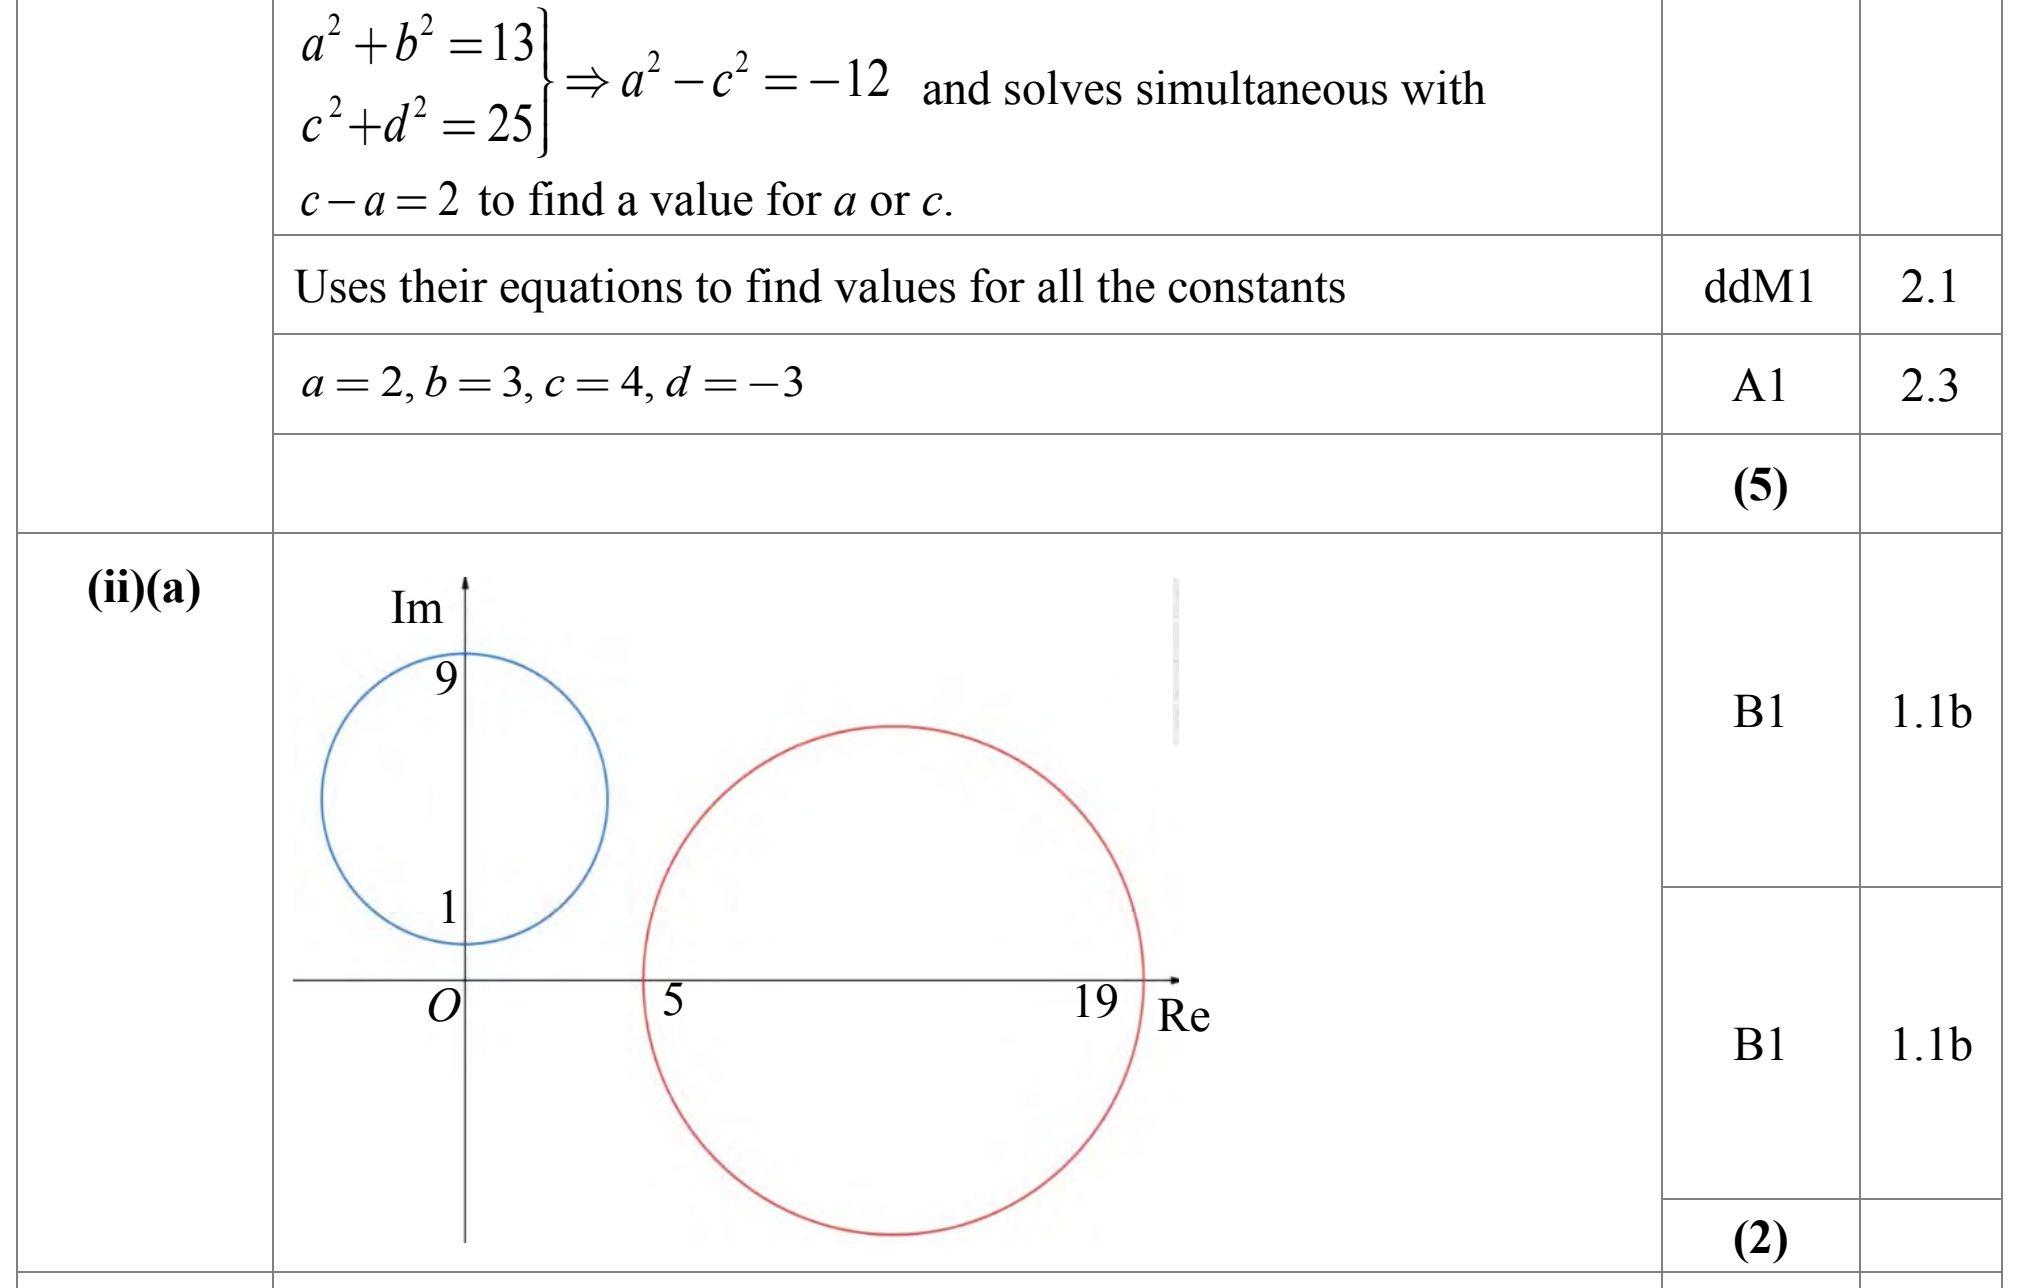 a² + b² = 13
c² + d² = 25 } ⇒ a² − c² = −12 and solves simultaneous with
c − a = 2 to find a value for a or c.
Uses their equations to find values for all the constants ddM1 2.1
a = 2, b = 3, c = 4, d = −3 A1 2.3
(5)
(ii)(a)
Im
9
B1 1.1b
1
O 5 19 Re
B1 1.1b
(2)